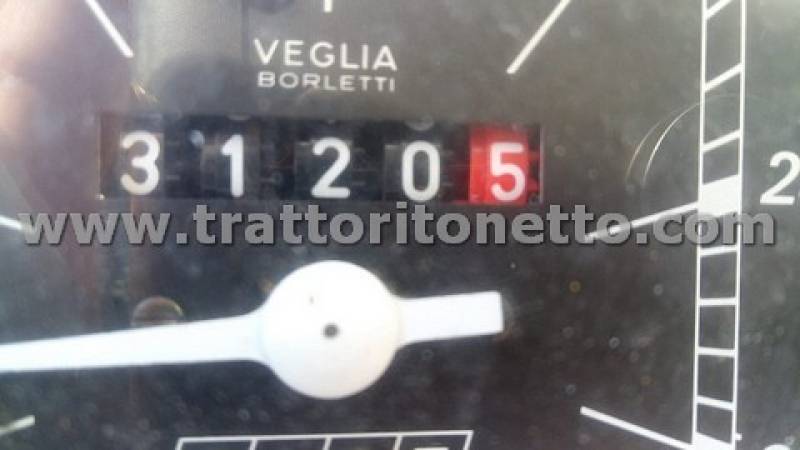 VEGLIA
BORLETTI
31205
2
www.trattoritonetto.com